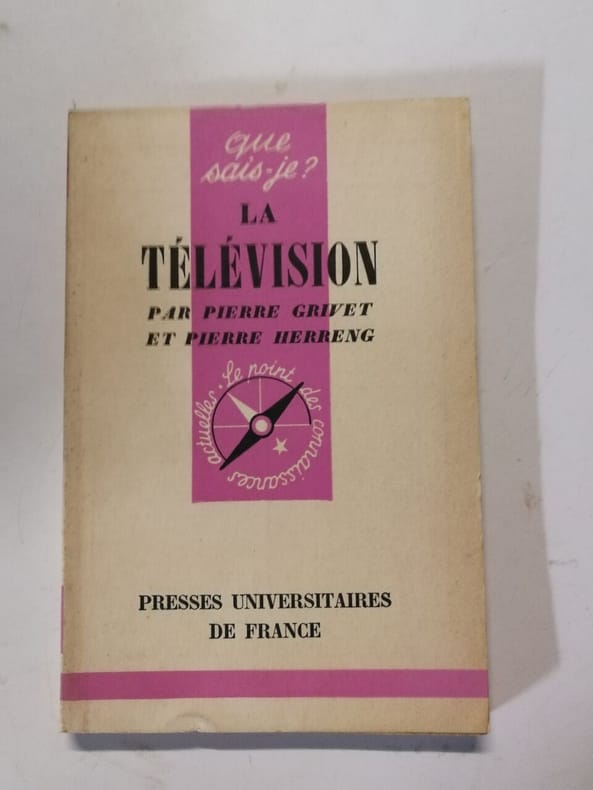 que
sais-je?
LA
TÉLÉVISION
PAR PIERRE GRIVET
ET PIERRE HERRENG
Le point des connaissances actuelles.
PRESSES UNIVERSITAIRES
DE FRANCE